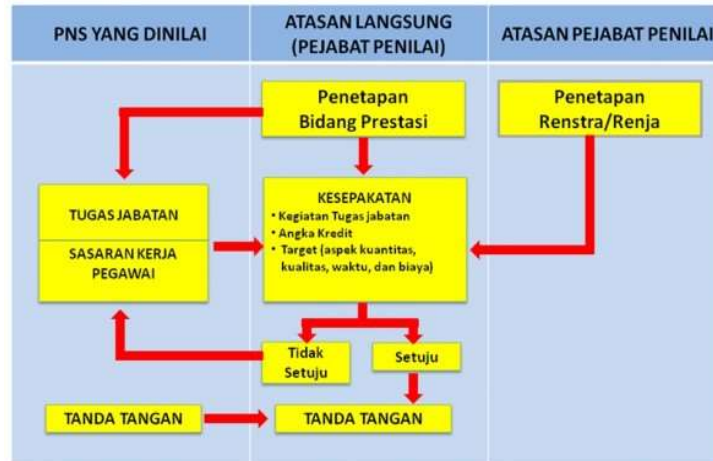 PNS YANG DINILAI
ATASAN LANGSUNG
(PEJABAT PENILAI)
ATASAN PEJABAT PENILAI
Penetapan
Bidang Prestasi
Penetapan
Renstra/Renja
TUGAS JABATAN
SASARAN KERJA
PEGAWAI
KESEPAKATAN
• Kegiatan Tugas jabatan
• Angka Kredit
• Target (aspek kuantitas,
kualitas, waktu, dan biaya)
Tidak
Setuju
Setuju
TANDA TANGAN
TANDA TANGAN